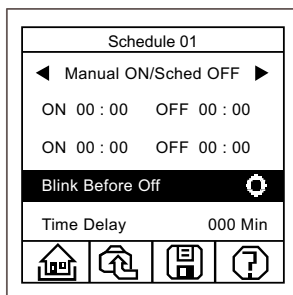 Schedule 01
◀ Manual ON/Sched OFF ▶
ON 00 : 00 OFF 00 : 00
ON 00 : 00 OFF 00 : 00
Blink Before Off
Time Delay 000 Min
?